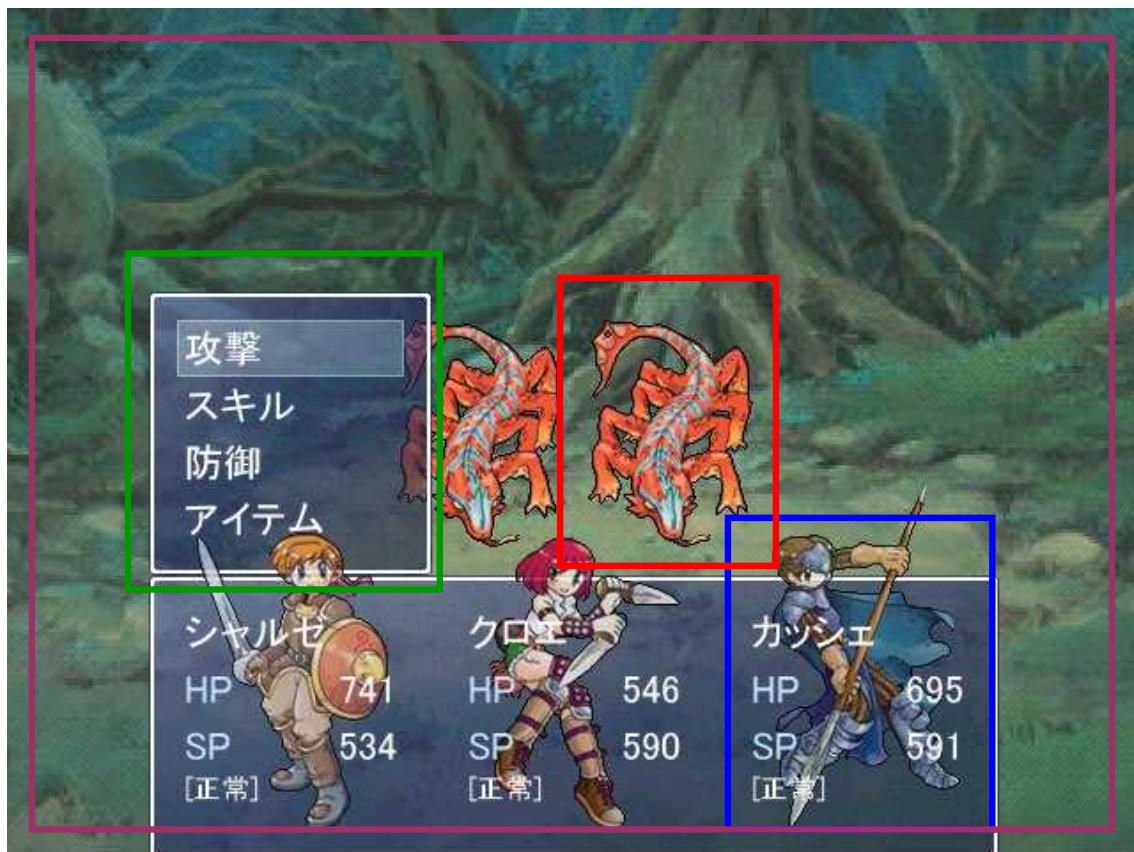 攻撃
スキル
防御
アイテム
シャルゼ クロエ カッシェ
HP 741 HP 546 HP 695
SP 534 SP 590 SP 591
[正常] [正常] [正常]